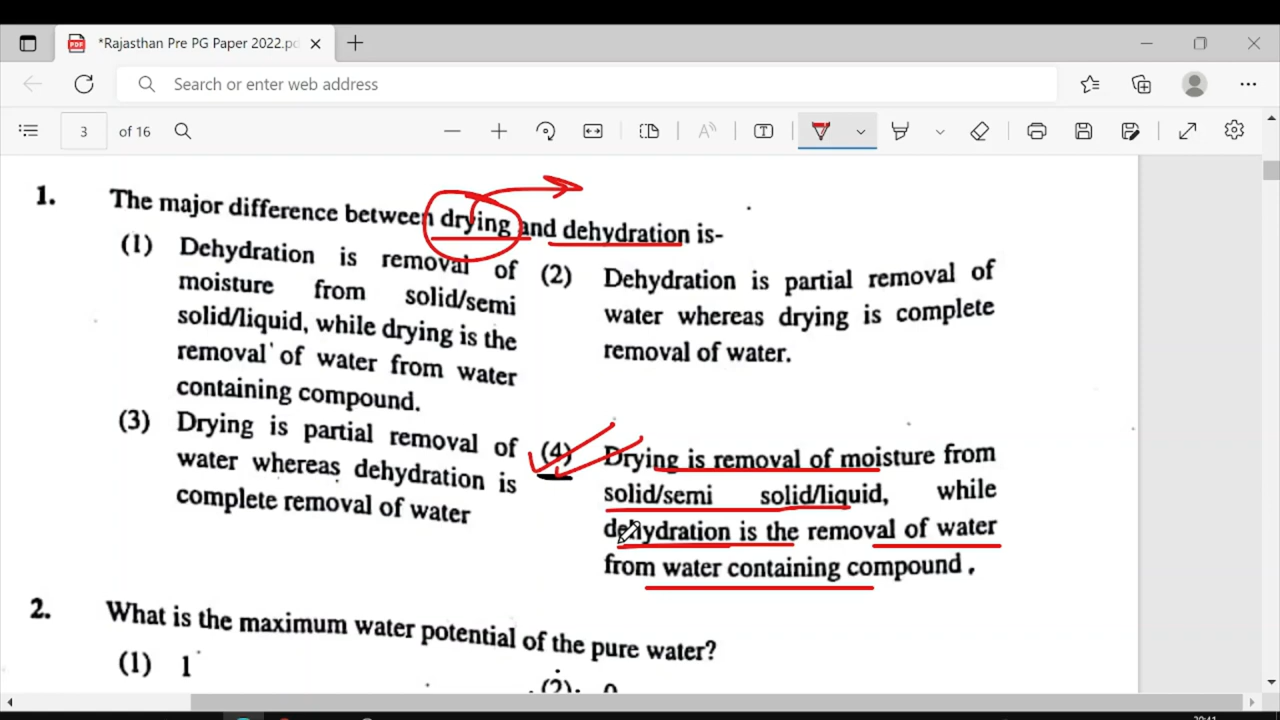 *Rajasthan Pre PG Paper 2022.pd
Search or enter web address
3 of 16
1. The major difference between drying and dehydration is-
(1) Dehydration is removal of
moisture from solid/semi
solid/liquid, while drying is the
removal of water from water
containing compound.
(2) Dehydration is partial removal of
water whereas drying is complete
removal of water.
(3) Drying is partial removal of
water whereas dehydration is
complete removal of water
(4) Drying is removal of moisture from
solid/semi solid/liquid, while
dehydration is the removal of water
from water containing compound.
2. What is the maximum water potential of the pure water?
(1) 1
(2) 0
20:41